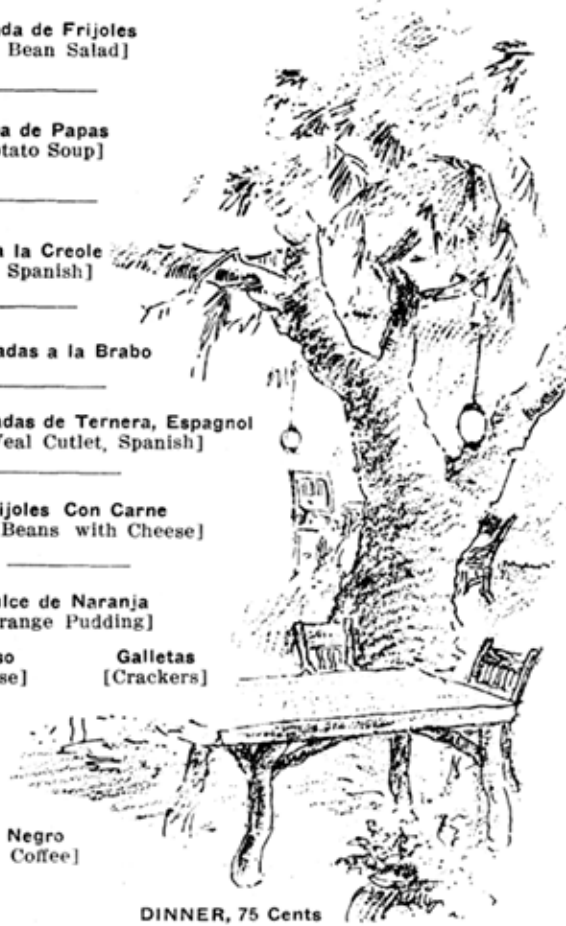 da de Frijoles
Bean Salad]
a de Papas
tato Soup]
a la Creole
Spanish]
adas a la Brabo
adas de Ternera, Espagnol
eal Cutlet, Spanish]
ijoles Con Carne
Beans with Cheese]
lce de Naranja
range Pudding]
so Galletas
se] [Crackers]
Negro
Coffee]
DINNER, 75 Cents